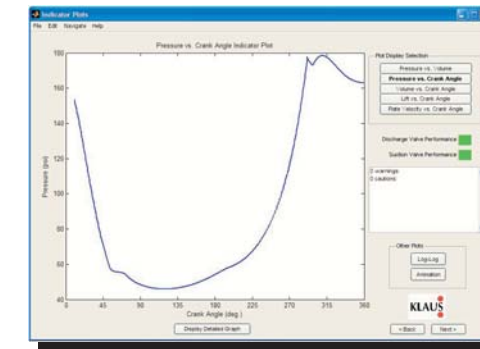 Indicator Plots
File Edit Navigate Help
Pressure vs. Crank Angle Indicator Plot
180
160
140
120
100
80
60
40
Pressure (psi)
0 45 90 135 180 225 270 315 360
Crank Angle (deg.)
Display Detailed Graph
Plot Display Selection
Pressure vs. Volume
Pressure vs. Crank Angle
Volume vs. Crank Angle
Lift vs. Crank Angle
Plate Velocity vs. Crank Angle
Discharge Valve Performance
Suction Valve Performance
0 warnings
0 cautions
Other Plots
Log-Log
Animation
KLAUS
< Back Next >